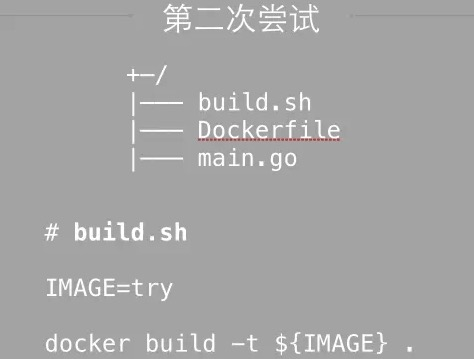 第二次尝试
+—/
|——— build.sh
|——— Dockerfile
|——— main.go
# build.sh
IMAGE=try
docker build -t ${IMAGE} .